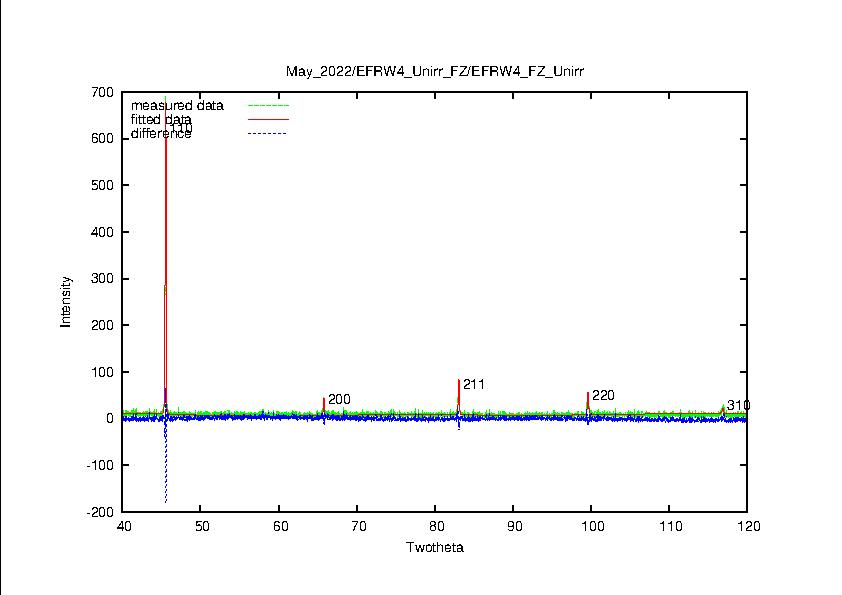 May_2022/EFRW4_Unirr_FZ/EFRW4_FZ_Unirr
700
measured data
fitted data
110
difference
600
500
400
300
200
100
0
-100
-200
Intensity
200
211
220
310
40 50 60 70 80 90 100 110 120
Twotheta